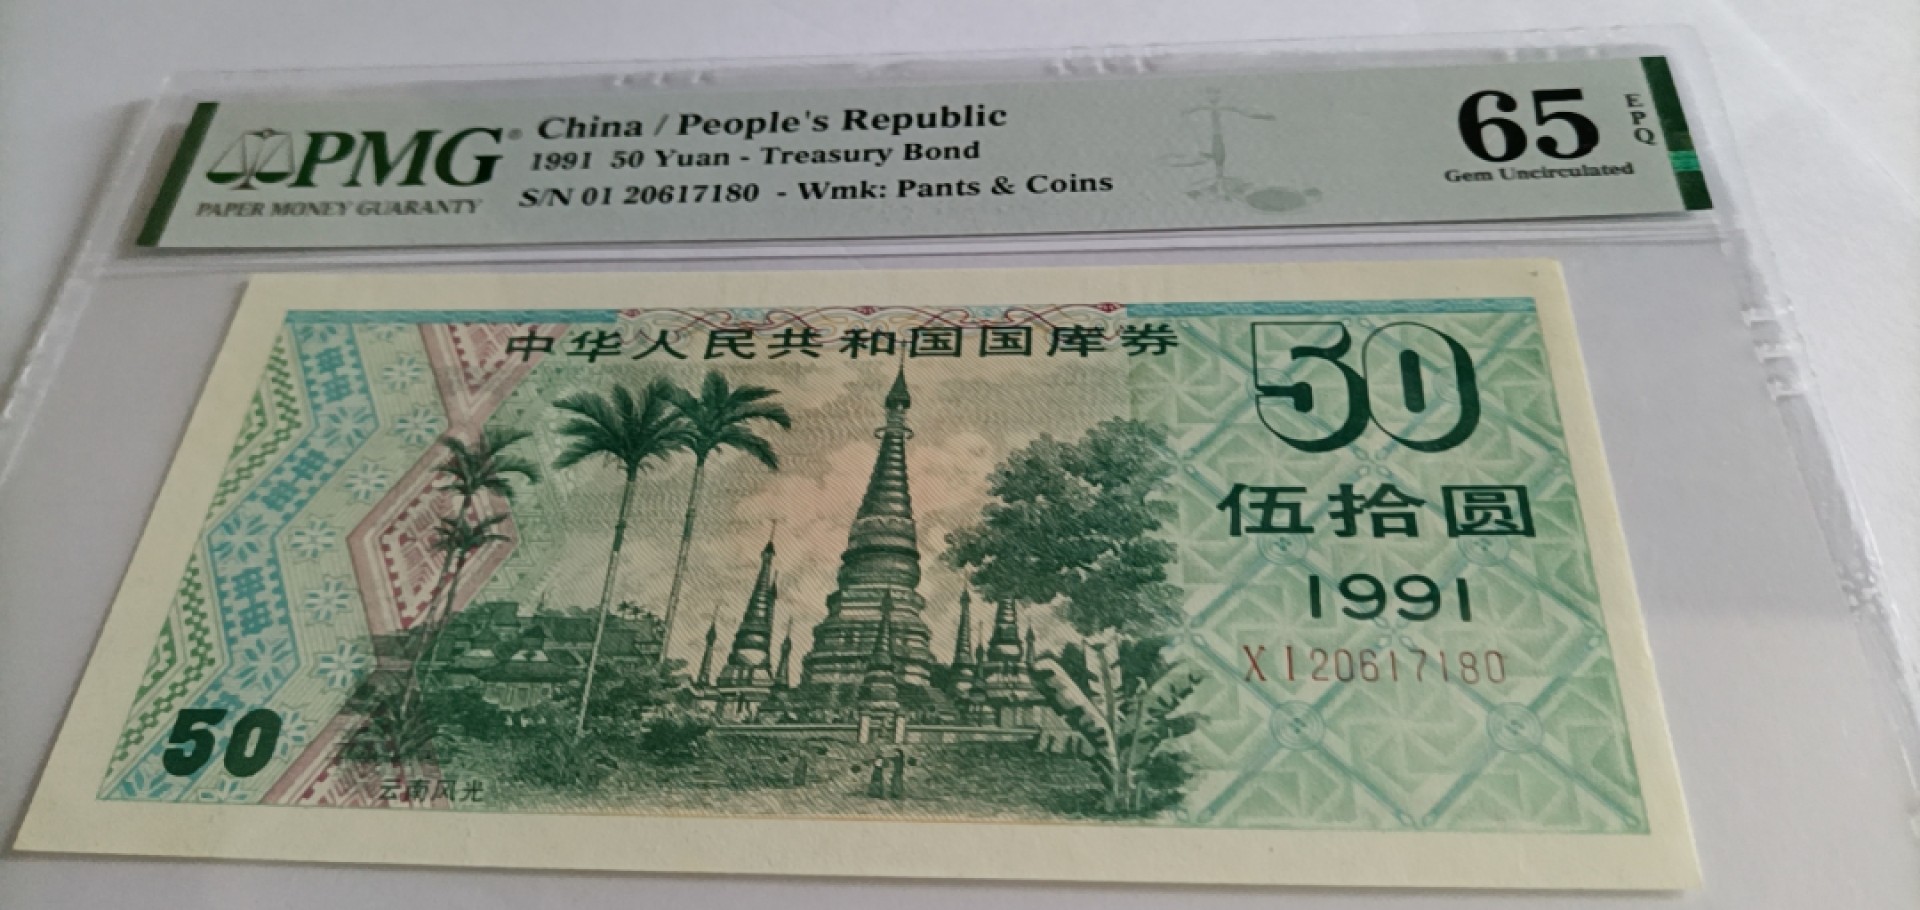 PMG®
PAPER MONEY GUARANTY
China / People's Republic
1991 50 Yuan - Treasury Bond
S/N 01 20617180 - Wmk: Pants & Coins
65
EPQ
Gem Uncirculated
中华人民共和国国库券
50
伍拾圆
1991
XI20617180
50
云南风光